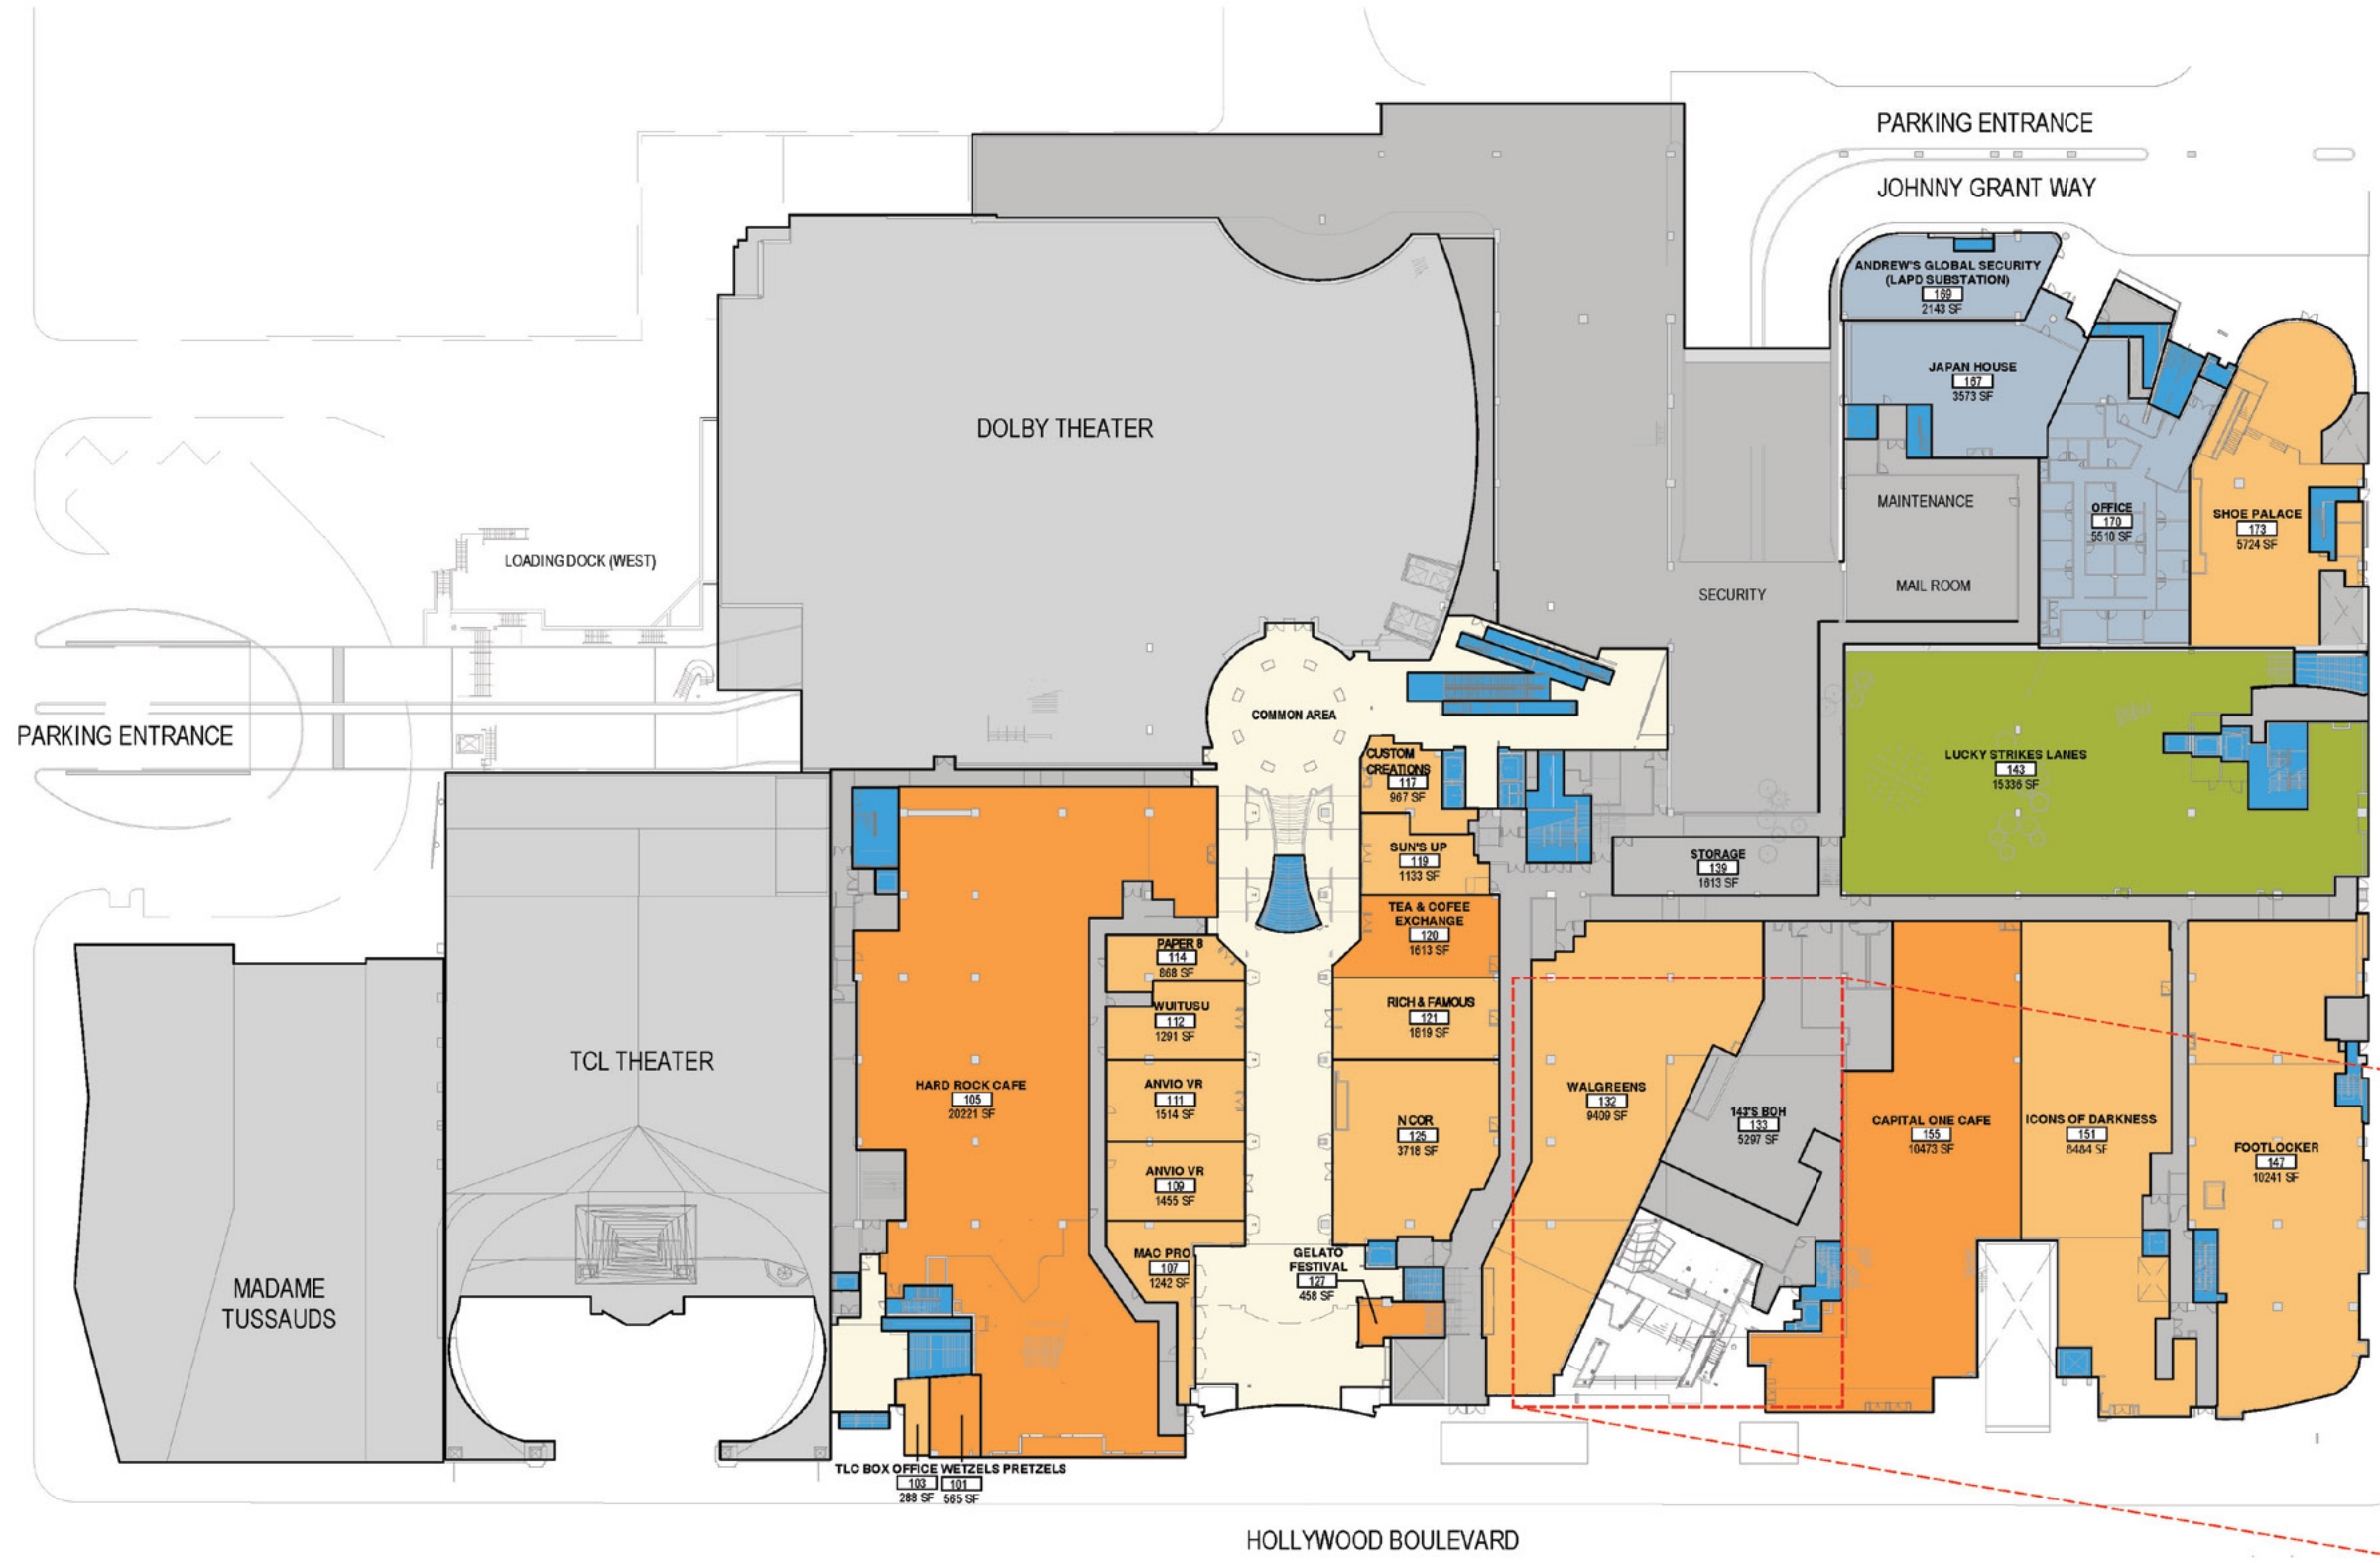 PARKING ENTRANCE
JOHNNY GRANT WAY
ANDREW'S GLOBAL SECURITY
(LAPD SUBSTATION)
169
2143 SF
JAPAN HOUSE
167
3573 SF
DOLBY THEATER
MAINTENANCE
OFFICE
170
5510 SF
SHOE PALACE
173
5724 SF
LOADING DOCK (WEST)
SECURITY
MAIL ROOM
PARKING ENTRANCE
COMMON AREA
CUSTOM
CREATIONS
117
967 SF
LUCKY STRIKES LANES
143
15336 SF
SUN'S UP
119
1133 SF
STORAGE
139
1613 SF
TEA & COFEE
EXCHANGE
120
1613 SF
PAPER 8
114
868 SF
WUITUSU
112
1291 SF
RICH & FAMOUS
121
1819 SF
TCL THEATER
HARD ROCK CAFE
105
20221 SF
ANVIO VR
111
1514 SF
N COR
125
3718 SF
WALGREENS
132
9409 SF
143'S BOH
133
5297 SF
CAPITAL ONE CAFE
155
10473 SF
ICONS OF DARKNESS
151
8484 SF
FOOTLOCKER
147
10241 SF
ANVIO VR
109
1455 SF
MAC PRO
107
1242 SF
GELATO
FESTIVAL
127
458 SF
MADAME
TUSSAUDS
TLC BOX OFFICE WETZELS PRETZELS
103 101
288 SF 565 SF
HOLLYWOOD BOULEVARD